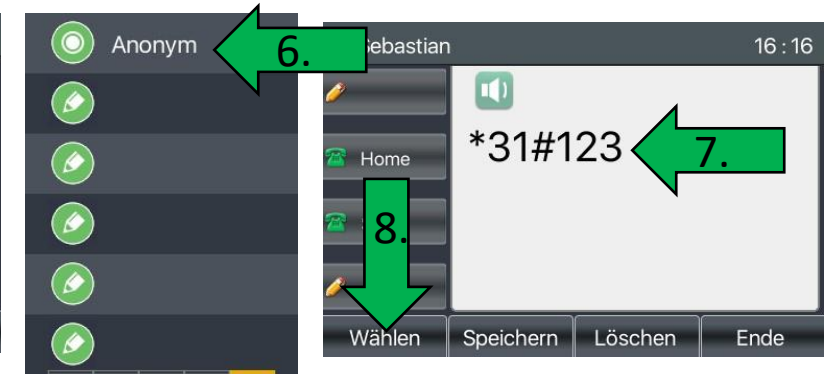 Anonym
6.
Sebastian
16:16
*31#123
7.
Home
8.
Wählen
Speichern
Löschen
Ende